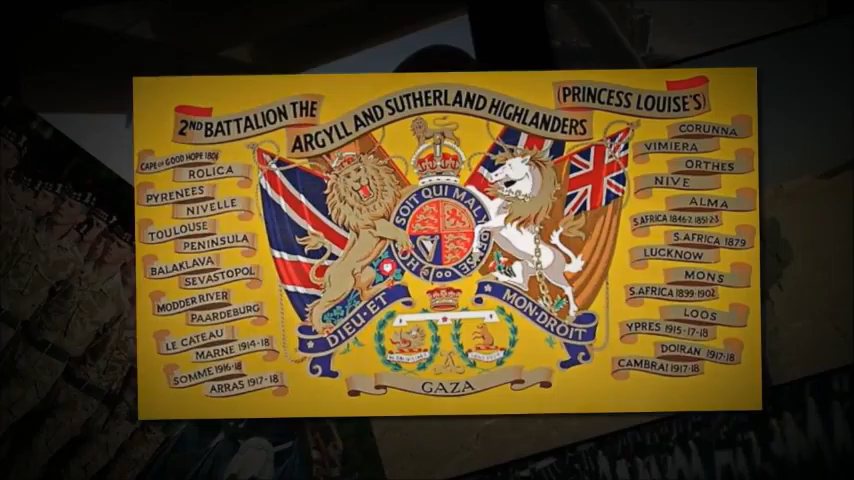 2ND BATTALION THE
ARGYLL AND SUTHERLAND HIGHLANDERS
(PRINCESS LOUISE'S)
CAPE OF GOOD HOPE 1806
ROLICA
PYRENEES
NIVELLE
TOULOUSE
PENINSULA
BALAKLAVA
SEVASTOPOL
MODDER RIVER
PAARDEBURG
LE CATEAU
MARNE 1914-18
SOMME 1916-18
ARRAS 1917-18
SOIT QUI MAL Y
DIEU·ET
MON·DROIT
GAZA
CORUNNA
VIMIERA
ORTHES
NIVE
ALMA
S.AFRICA 1846-7. 1851-2-3
S.AFRICA 1879
LUCKNOW
MONS
S.AFRICA 1899-1902
LOOS
YPRES 1915-17-18
DOIRAN 1917-18
CAMBRAI 1917-18